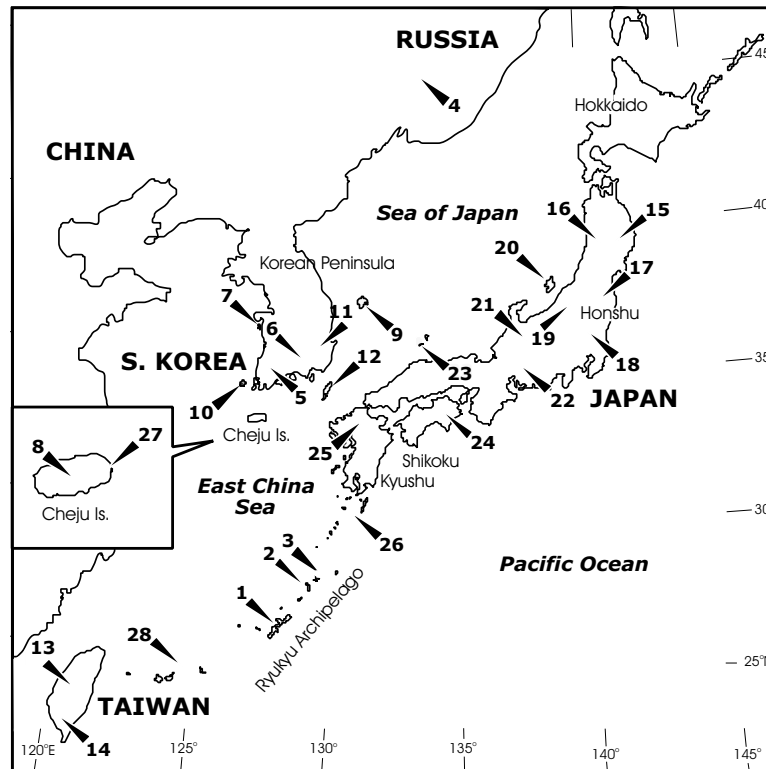 RUSSIA
45
4
Hokkaido
CHINA
40
Sea of Japan
16
15
20
Korean Peninsula
17
7
11
21
6
9
Honshu
19
12
S. KOREA
18
35
23
5
22
10
JAPAN
Cheju Is.
24
8
27
25
Shikoku
Kyushu
East China
Sea
Cheju Is.
30
26
3
2
Pacific Ocean
1
Ryukyu Archipelago
28
13
25°N
TAIWAN
14
120°E
125°
130°
135°
140°
145°